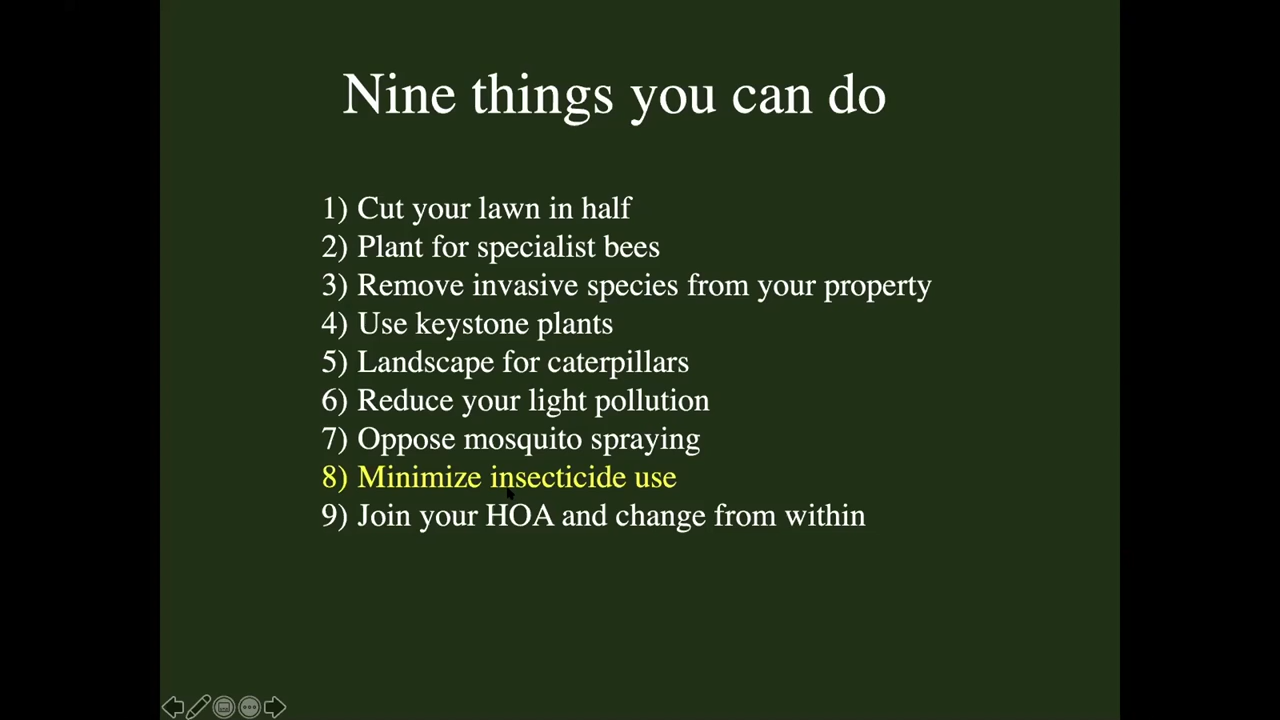 Nine things you can do
1) Cut your lawn in half
2) Plant for specialist bees
3) Remove invasive species from your property
4) Use keystone plants
5) Landscape for caterpillars
6) Reduce your light pollution
7) Oppose mosquito spraying
8) Minimize insecticide use
9) Join your HOA and change from within